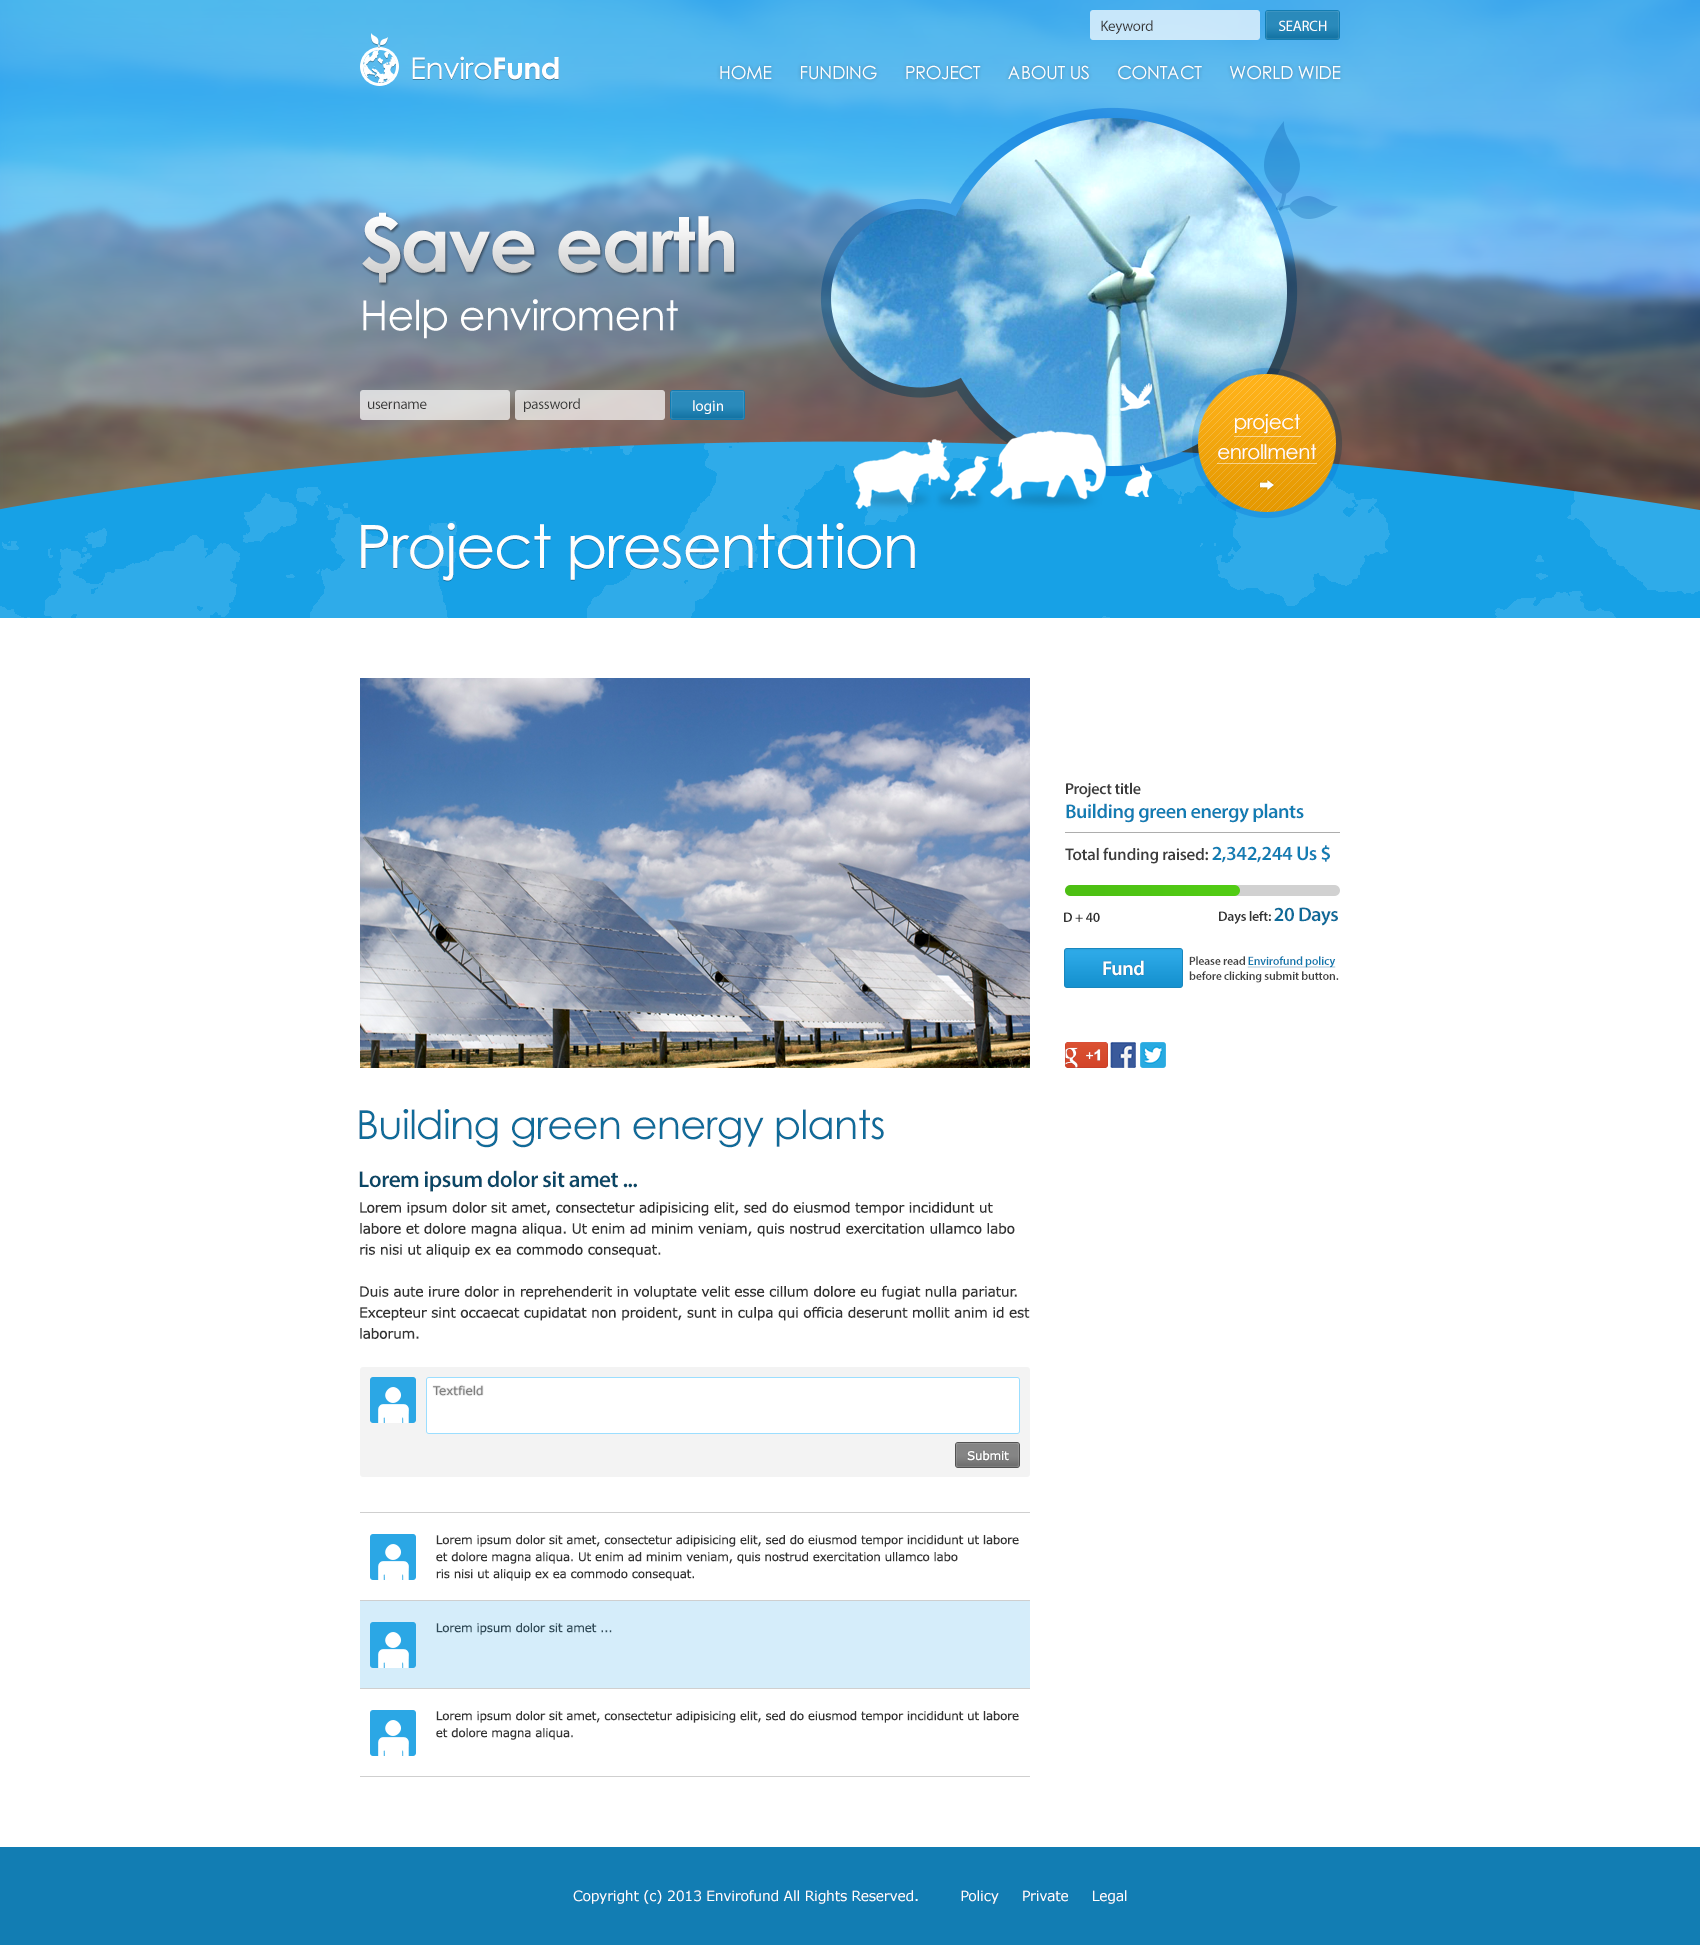 Keyword
SEARCH
EnviroFund
HOME FUNDING PROJECT ABOUT US CONTACT WORLD WIDE
$ave earth
Help enviroment
username
password
login
project
enrollment
Project presentation
Project title
Building green energy plants
Total funding raised: 2,342,244 Us $
D + 40
Days left: 20 Days
Fund
Please read Envirofund policy
before clicking submit button.
g +1 f
Building green energy plants
Lorem ipsum dolor sit amet ...
Lorem ipsum dolor sit amet, consectetur adipisicing elit, sed do eiusmod tempor incididunt ut
labore et dolore magna aliqua. Ut enim ad minim veniam, quis nostrud exercitation ullamco labo
ris nisi ut aliquip ex ea commodo consequat.
Duis aute irure dolor in reprehenderit in voluptate velit esse cillum dolore eu fugiat nulla pariatur.
Excepteur sint occaecat cupidatat non proident, sunt in culpa qui officia deserunt mollit anim id est
laborum.
Textfield
Submit
Lorem ipsum dolor sit amet, consectetur adipisicing elit, sed do eiusmod tempor incididunt ut labore
et dolore magna aliqua. Ut enim ad minim veniam, quis nostrud exercitation ullamco labo
ris nisi ut aliquip ex ea commodo consequat.
Lorem ipsum dolor sit amet ...
Lorem ipsum dolor sit amet, consectetur adipisicing elit, sed do eiusmod tempor incididunt ut labore
et dolore magna aliqua.
Copyright (c) 2013 Envirofund All Rights Reserved. Policy Private Legal